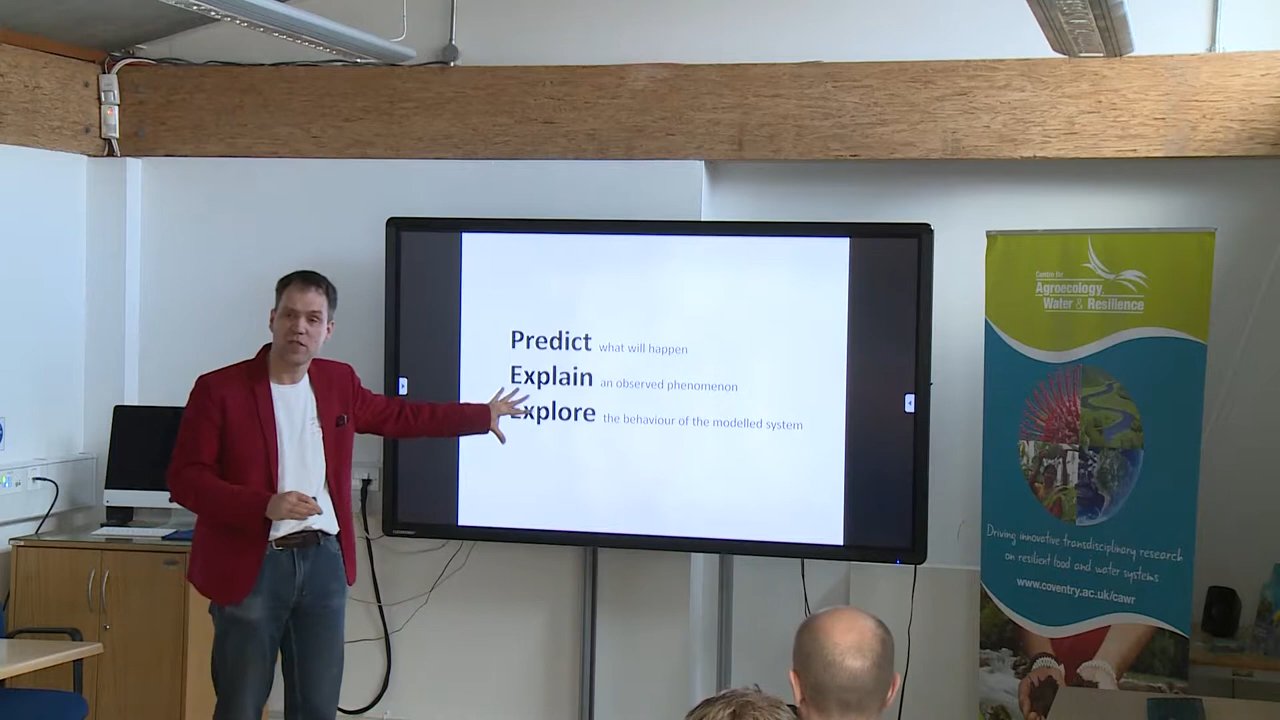 Predict what will happen
Explain an observed phenomenon
Explore the behaviour of the modelled system
Centre for
Agroecology,
Water & Resilience
Driving innovative transdisciplinary research
on resilient food and water systems
www.coventry.ac.uk/cawr